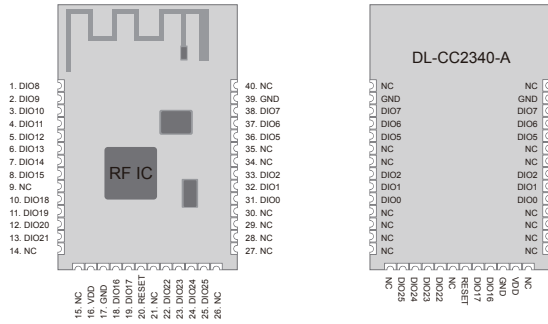 1. DIO8
2. DIO9
3. DIO10
4. DIO11
5. DIO12
6. DIO13
7. DIO14
8. DIO15
9. NC
10. DIO18
11. DIO19
12. DIO20
13. DIO21
14. NC
RF IC
40. NC
39. GND
38. DIO7
37. DIO6
36. DIO5
35. NC
34. NC
33. DIO2
32. DIO1
31. DIO0
30. NC
29. NC
28. NC
27. NC
15. NC
16. VDD
17. GND
18. DIO16
19. DIO17
20. RESET
21. NC
22. DIO22
23. DIO23
24. DIO24
25. DIO25
26. NC
DL-CC2340-A
NC NC
GND GND
DIO7 DIO7
DIO6 DIO6
DIO5 DIO5
NC NC
NC NC
DIO2 DIO2
DIO1 DIO1
DIO0 DIO0
NC NC
NC NC
NC NC
NC NC
NC
DIO25
DIO24
DIO23
DIO22
NC
RESET
DIO17
DIO16
GND
VDD
NC